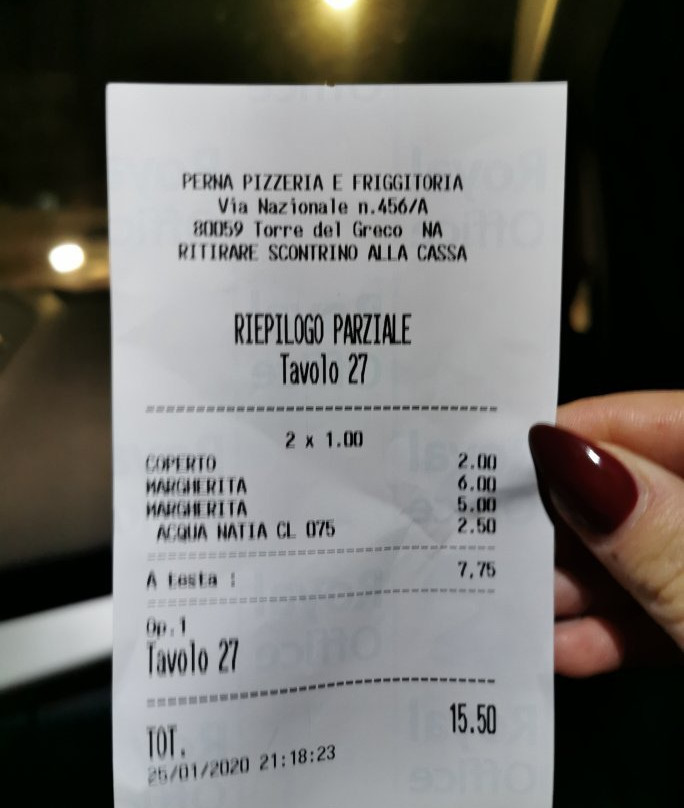 PERNA PIZZERIA E FRIGGITORIA
Via Nazionale n.456/A
80059 Torre del Greco NA
RITIRARE SCONTRINO ALLA CASSA
RIEPILOGO PARZIALE
Tavolo 27
2 x 1.00
COPERTO 2.00
MARGHERITA 6.00
MARGHERITA 5.00
ACQUA NATIA CL 075 2.50
A testa : 7,75
Op.1
Tavolo 27
TOT. 15.50
25/01/2020 21:18:23